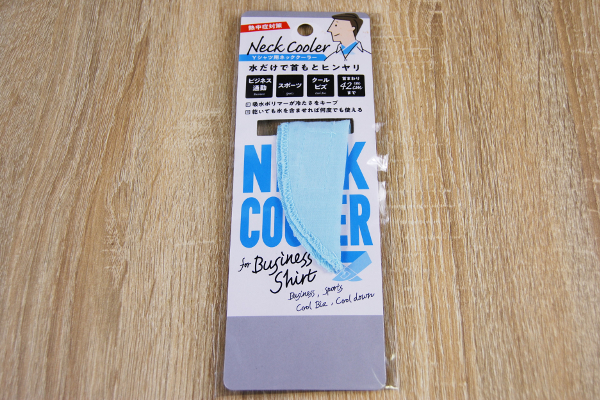 熱中症対策
Neck Cooler
Yシャツ用ネッククーラー
水だけで首もとヒンヤリ
ビジネス
通勤
スポーツ
クール
ビズ
首まわり
42cm
まで
吸水ポリマーが冷たさをキープ
乾いても水を含ませれば何度でも使える
COOLER
for Business
Shirt
Business, Sports
Cool Biz, Cool down